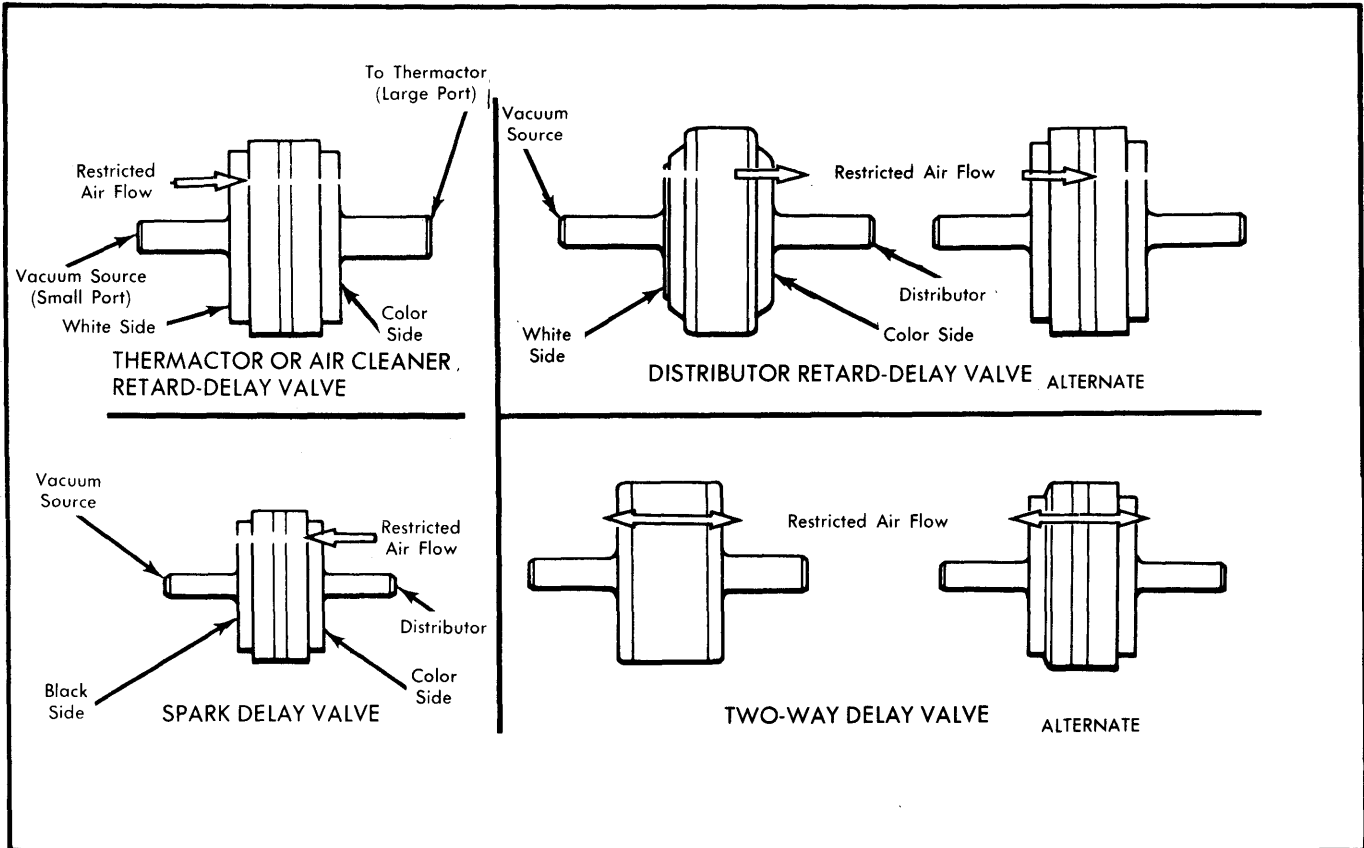 To Thermactor
(Large Port)
Restricted
Air Flow
Vacuum Source
(Small Port)
White Side
Color
Side
THERMACTOR OR AIR CLEANER
RETARD-DELAY VALVE
Vacuum
Source
Restricted Air Flow
Distributor
White
Side
Color Side
DISTRIBUTOR RETARD-DELAY VALVE
ALTERNATE
Vacuum
Source
Restricted
Air Flow
Distributor
Black
Side
Color
Side
SPARK DELAY VALVE
Restricted Air Flow
TWO-WAY DELAY VALVE
ALTERNATE